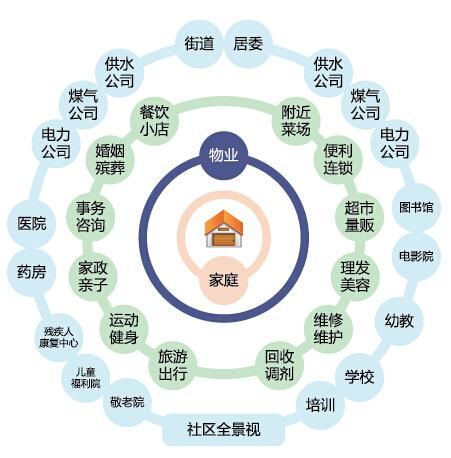 街道
居委
供水
公司
供水
公司
煤气
公司
煤气
公司
电力
公司
电力
公司
餐饮
小店
附近
菜场
婚姻
殡葬
物业
便利
连锁
医院
事务
咨询
超市
量贩
图书馆
药房
家政
亲子
家庭
理发
美容
电影院
残疾人
康复中心
运动
健身
维修
维护
幼教
儿童
福利院
旅游
出行
回收
调剂
学校
敬老院
培训
社区全景视